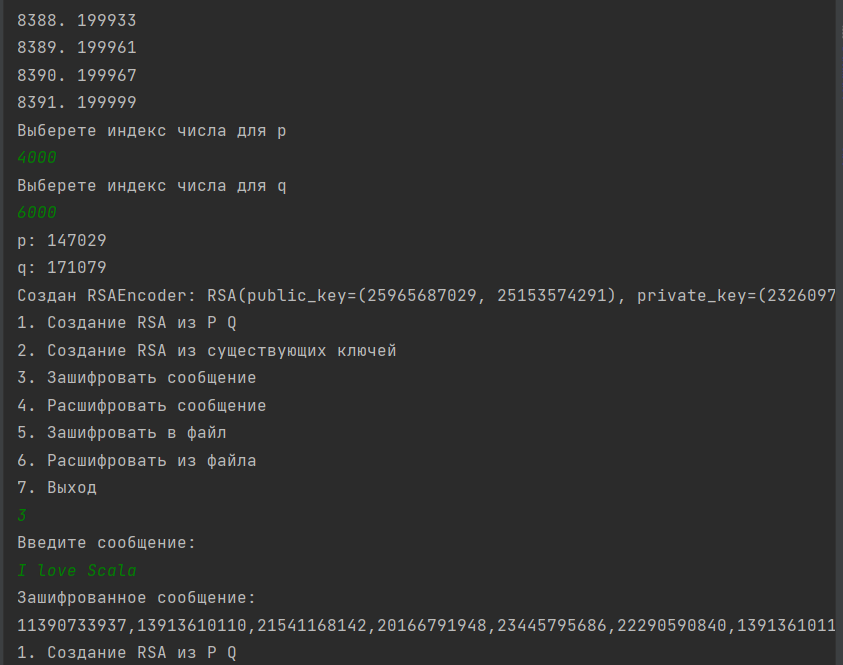 8388. 199933
8389. 199961
8390. 199967
8391. 199999
Выберете индекс числа для p
4000
Выберете индекс числа для q
6000
p: 147029
q: 171079
Создан RSAEncoder: RSA(public_key=(25965687029, 25153574291), private_key=(2326097
1. Создание RSA из P Q
2. Создание RSA из существующих ключей
3. Зашифровать сообщение
4. Расшифровать сообщение
5. Зашифровать в файл
6. Расшифровать из файла
7. Выход
3
Введите сообщение:
I love Scala
Зашифрованное сообщение:
11390733937,13913610110,21541168142,20166791948,23445795686,22290590840,1391361011
1. Создание RSA из P Q